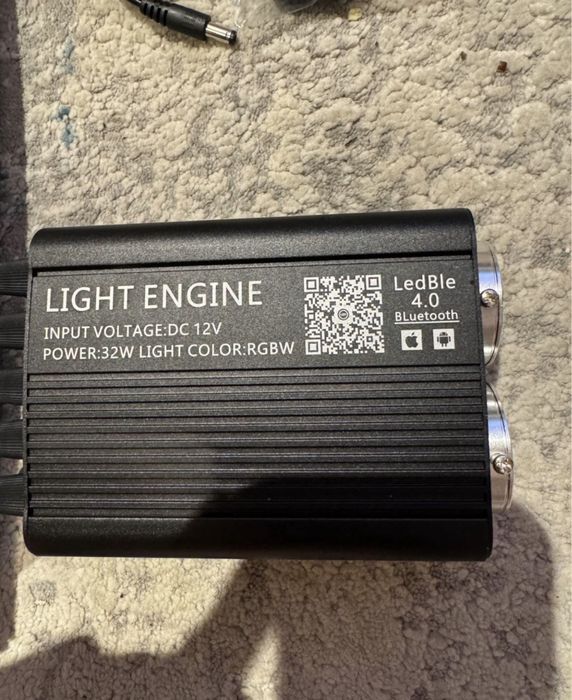 LIGHT ENGINE
INPUT VOLTAGE:DC 12V
POWER:32W LIGHT COLOR:RGBW
LedBle
4.0
BLuetooth